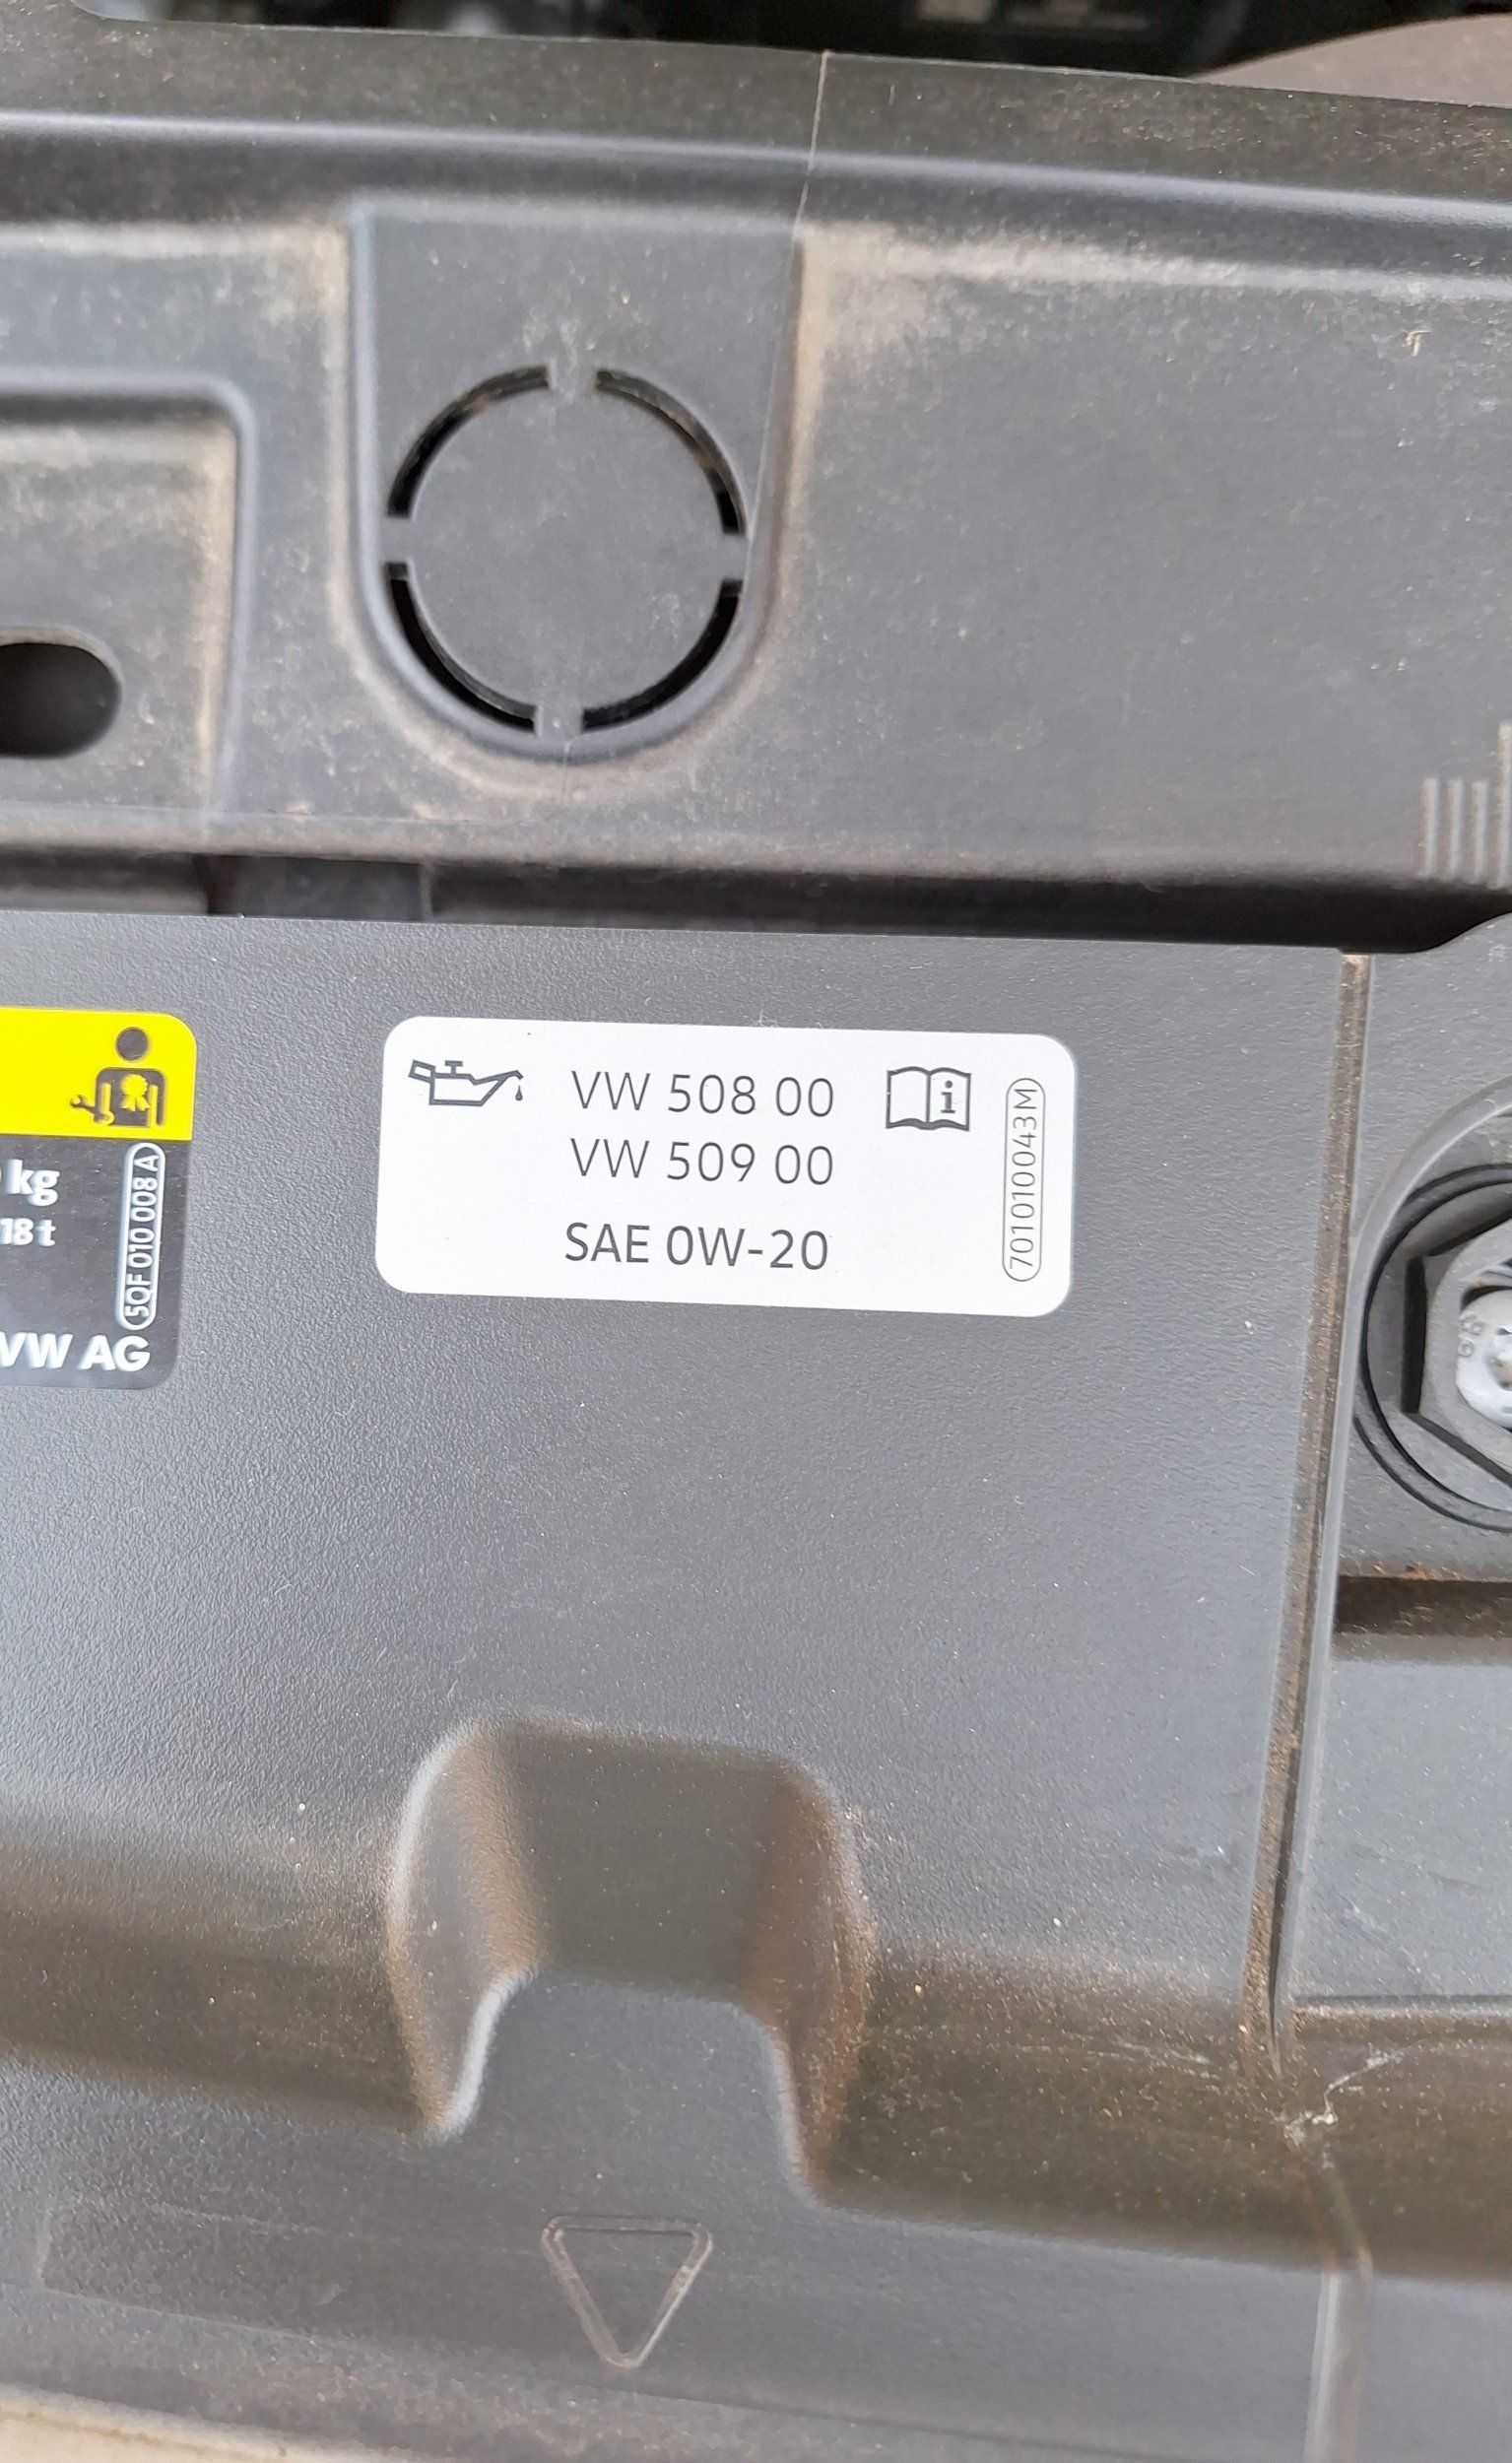 VW 508 00
VW 509 00
SAE 0W-20
701010043M
kg
18 t
5QF 010 008 A
VW AG